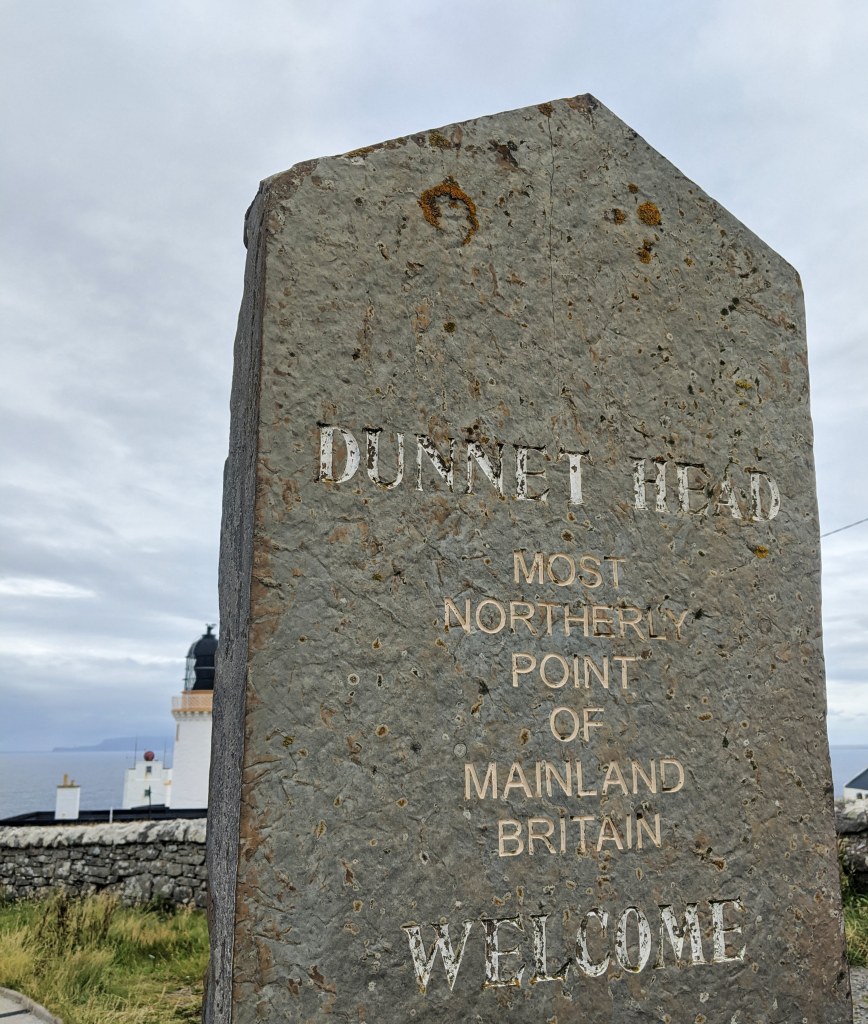 DUNNET HEAD
MOST
NORTHERLY
POINT
OF
MAINLAND
BRITAIN
WELCOME